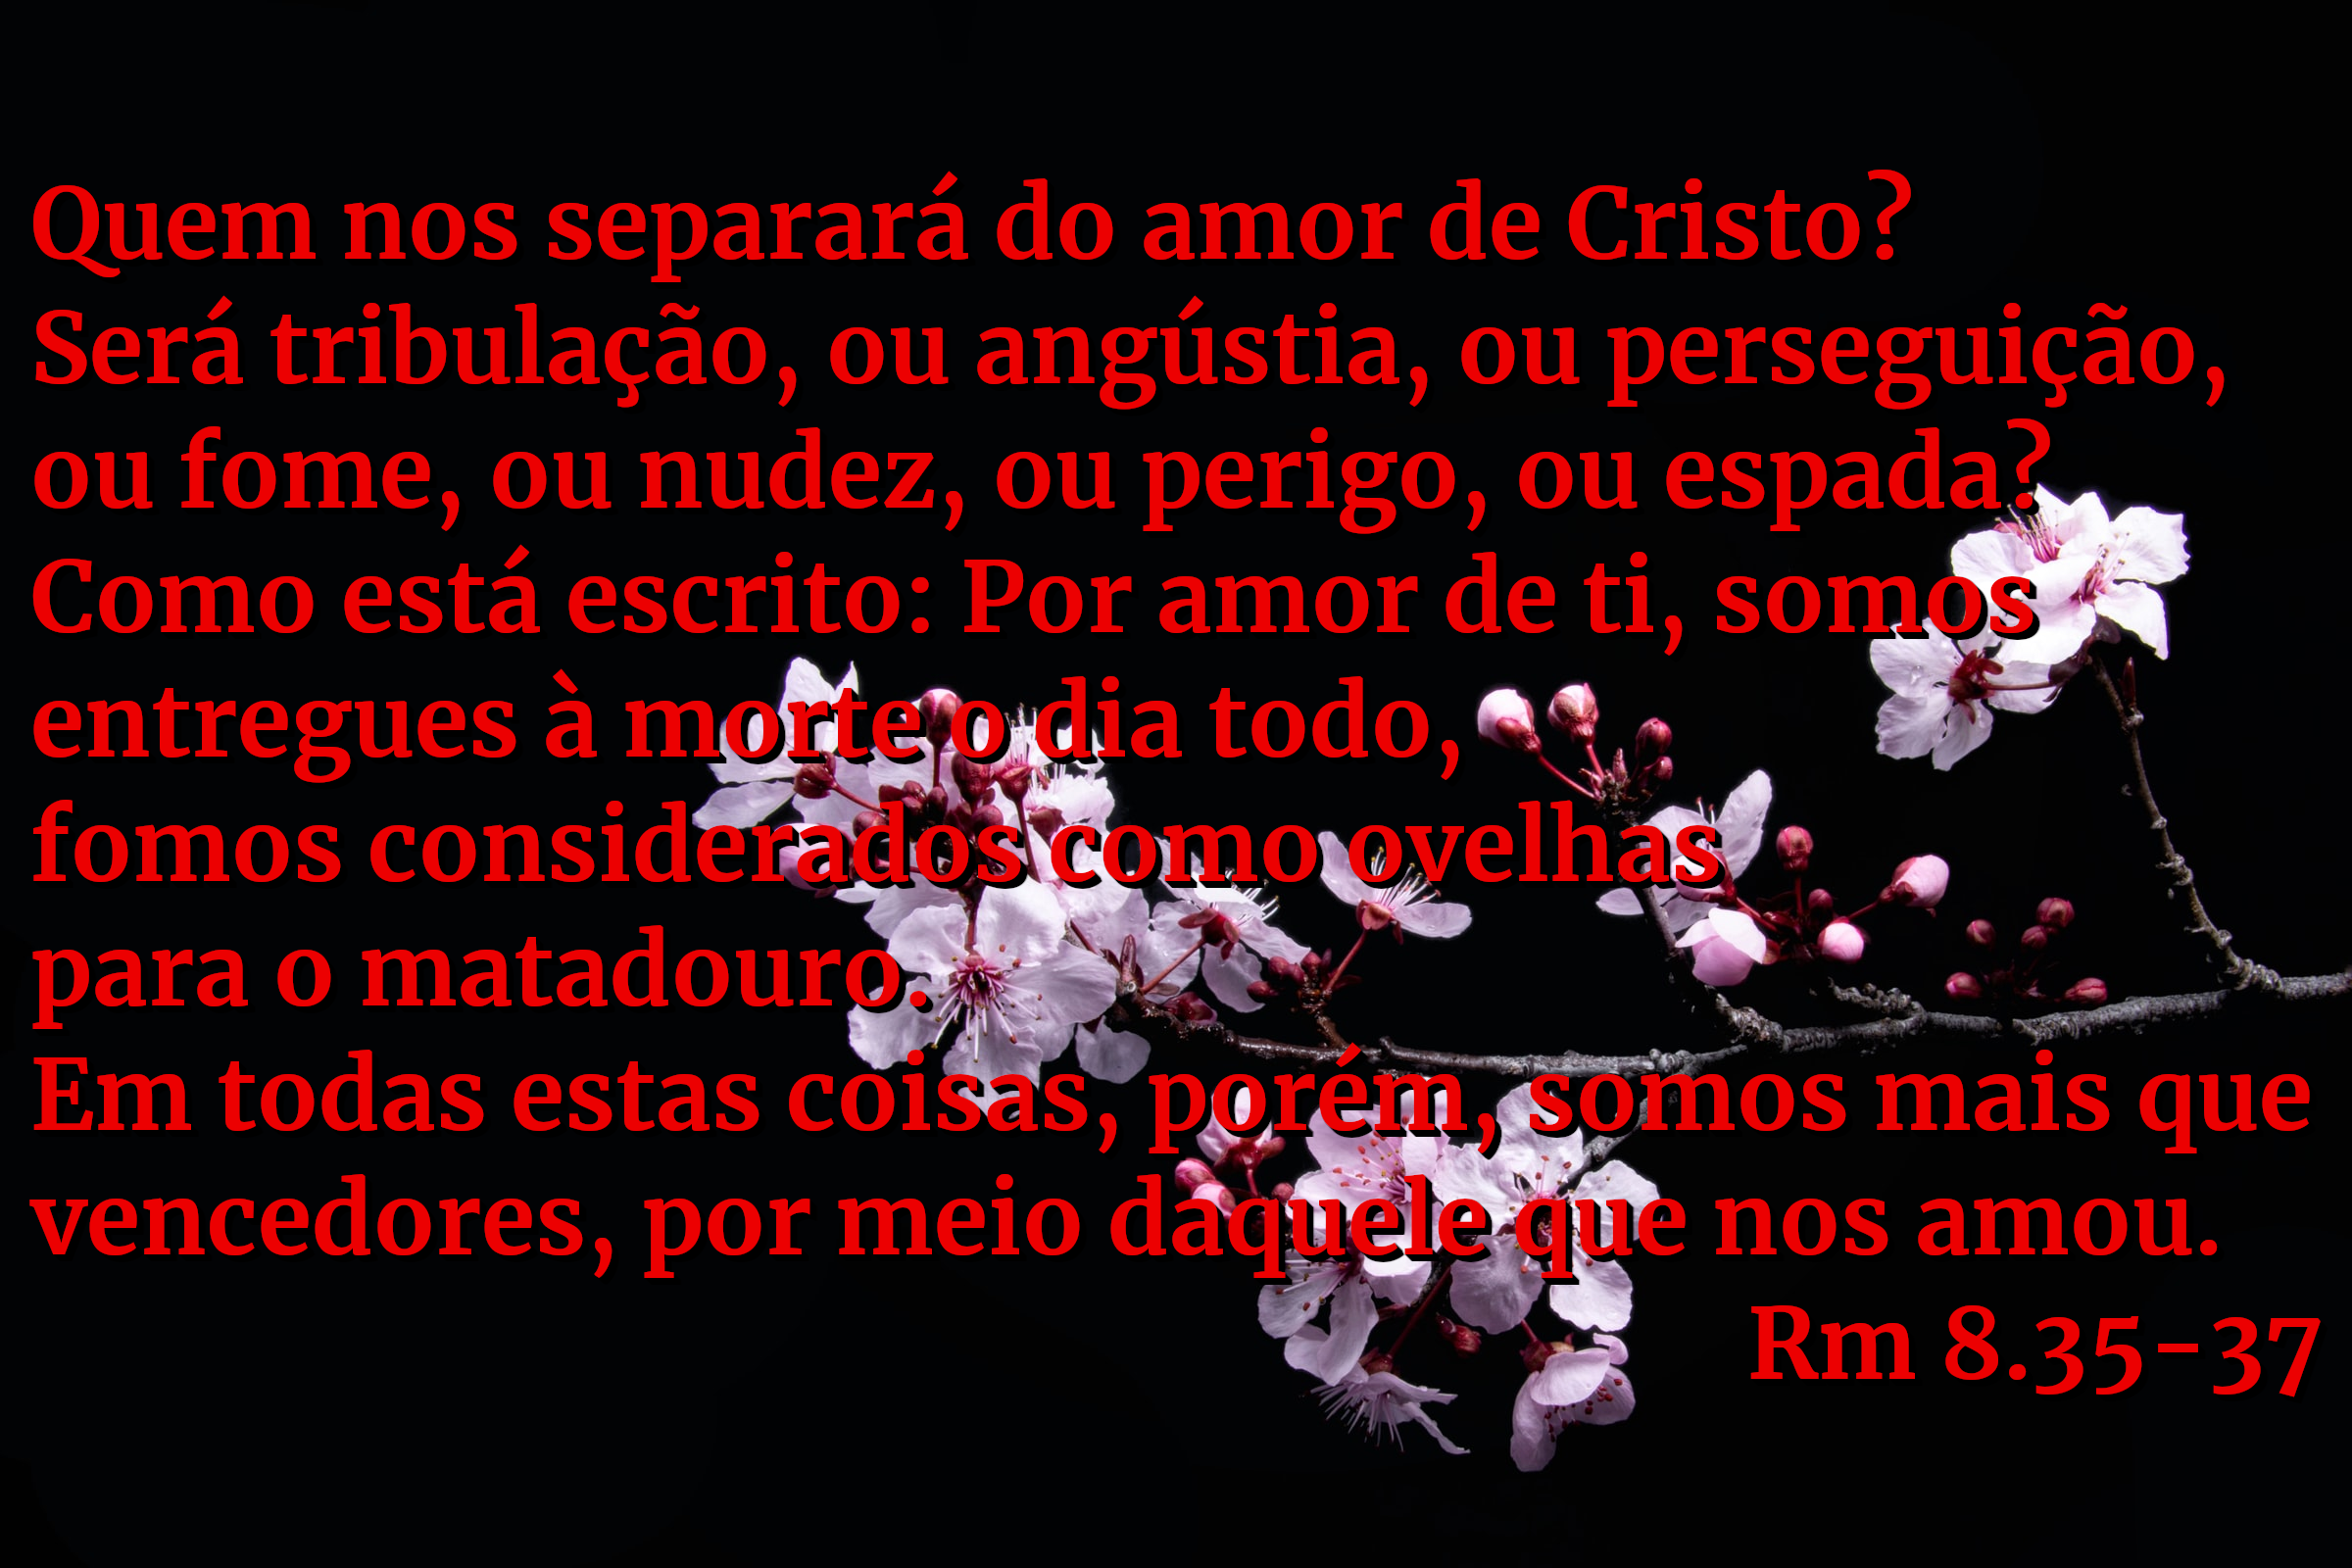 Quem nos separará do amor de Cristo?
Será tribulação, ou angústia, ou perseguição,
ou fome, ou nudez, ou perigo, ou espada?
Como está escrito: Por amor de ti, somos
entregues à morte o dia todo,
fomos considerados como ovelhas
para o matadouro.
Em todas estas coisas, porém, somos mais que
vencedores, por meio daquele que nos amou.
Rm 8.35-37